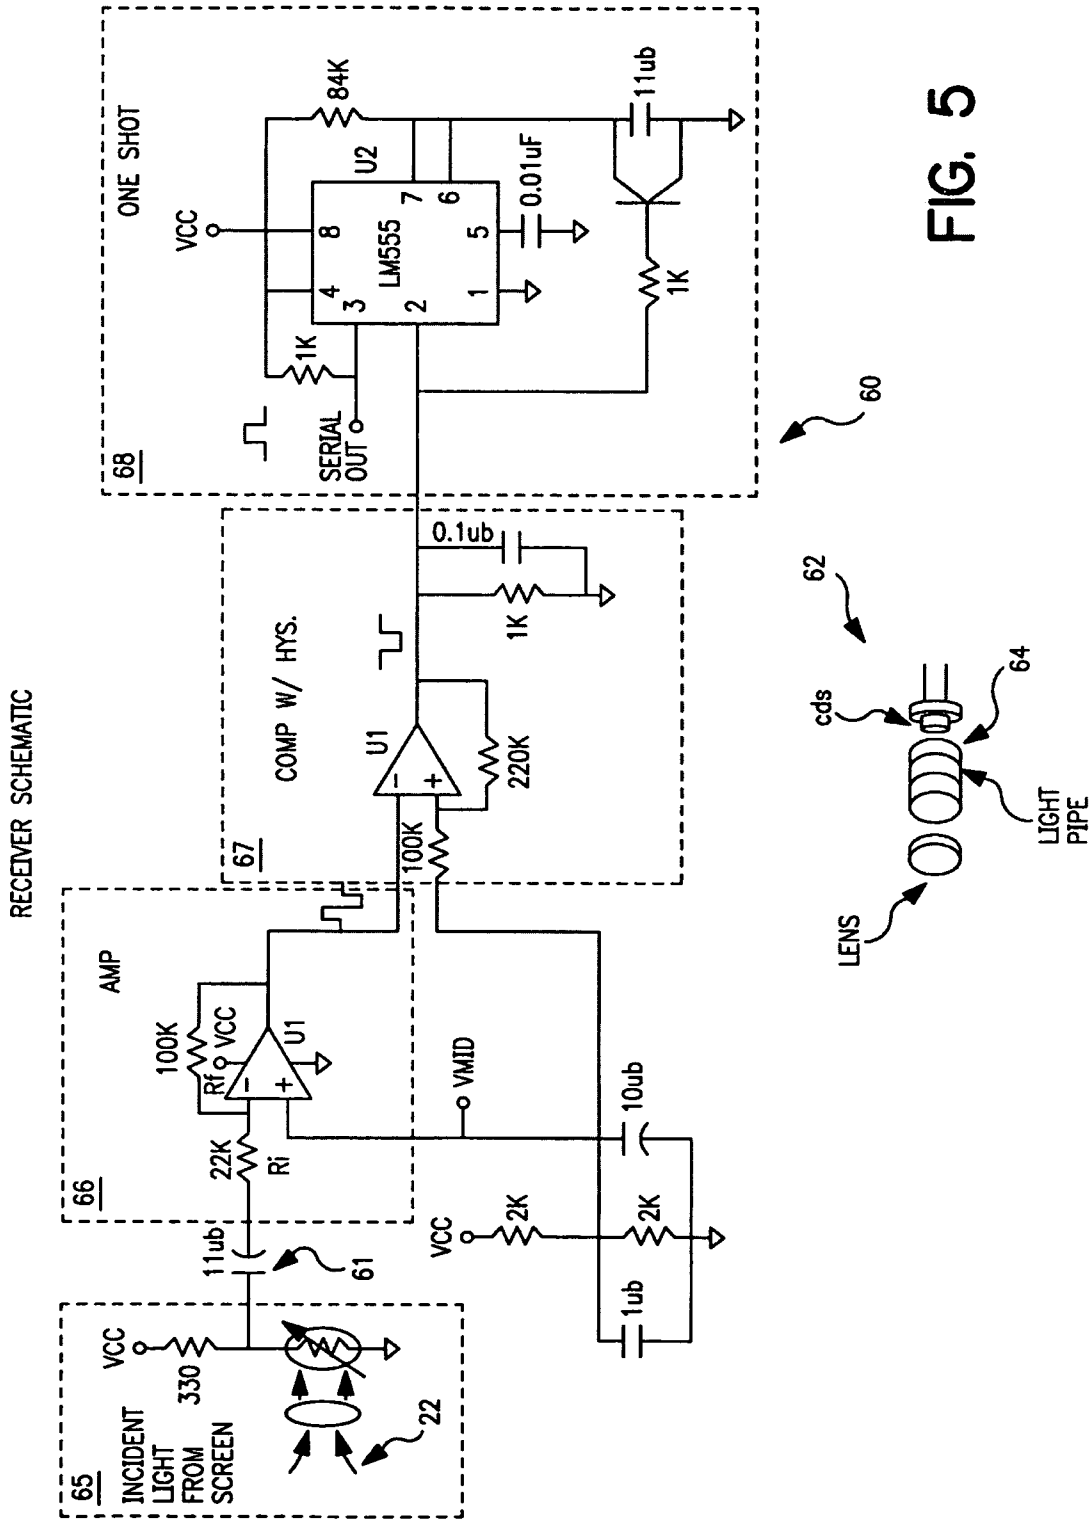 RECEIVER SCHEMATIC
65
INCIDENT
LIGHT
FROM
SCREEN
VCC
330
22
11ub
61
66
AMP
22K
Ri
100K
Rf
VCC
U1
-
+
VMID
VCC
2K
2K
1ub
10ub
67
COMP W/ HYS.
100K
U1
-
+
220K
1K
0.1ub
68
ONE SHOT
SERIAL
OUT
1K
VCC
4
8
3
LM555
7
2
6
1
5
U2
84K
0.01uF
1K
11ub
60
62
LENS
LIGHT
PIPE
cds
64
FIG. 5